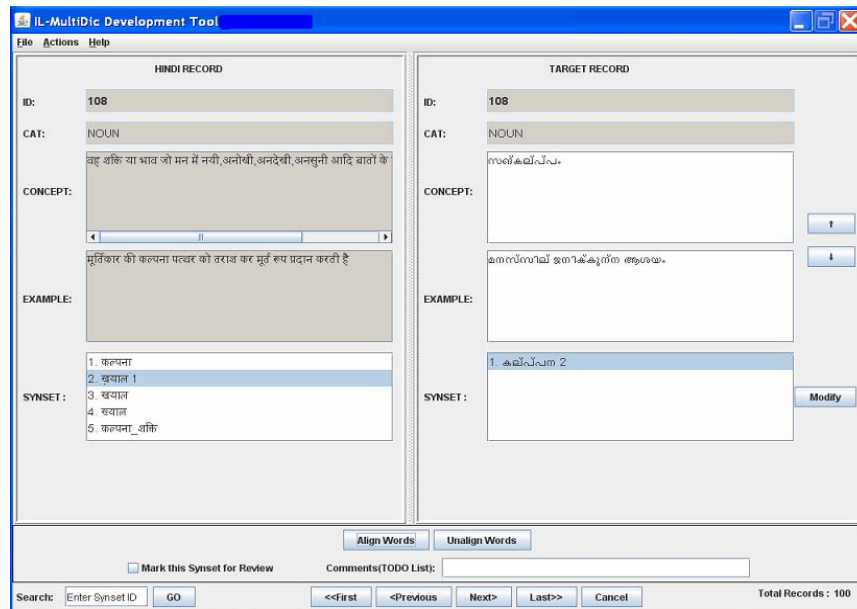 IL-MultiDic Development Tool
File Actions Help
HINDI RECORD
ID: 108
CAT: NOUN
CONCEPT: वह शक्ति या भाव जो मन में नयी,अनोखी,अनदेखी,अनसुनी आदि बातों के
EXAMPLE: मूर्तिकार की कल्पना पत्थर को तराश कर मूर्त रूप प्रदान करती है
SYNSET :
1. कल्पना
2. ख़याल 1
3. खयाल
4. ख्याल
5. कल्पना_शक्ति
TARGET RECORD
ID: 108
CAT: NOUN
CONCEPT: സങ്കല്പ്പം
EXAMPLE: മനസ്സില് ജനിക്കുന്ന ആശയം
SYNSET :
1. കല്പ്പന 2
Modify
Align Words Unalign Words
Mark this Synset for Review Comments(TODO List):
Search: Enter Synset ID GO <<First <Previous Next> Last>> Cancel Total Records : 100